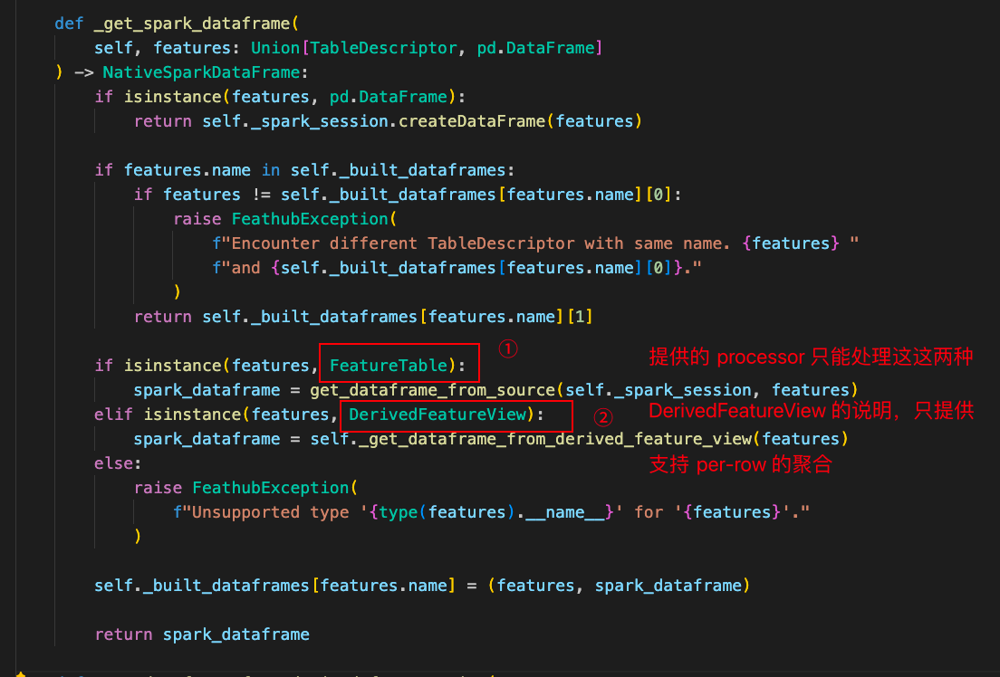 def _get_spark_dataframe(
self, features: Union[TableDescriptor, pd.DataFrame]
) -> NativeSparkDataFrame:
if isinstance(features, pd.DataFrame):
return self._spark_session.createDataFrame(features)
if features.name in self._built_dataframes:
if features != self._built_dataframes[features.name][0]:
raise FeathubException(
f"Encounter different TableDescriptor with same name. {features} "
f"and {self._built_dataframes[features.name][0]}."
)
return self._built_dataframes[features.name][1]
if isinstance(features, FeatureTable): ① 提供的 processor 只能处理这这两种
spark_dataframe = get_dataframe_from_source(self._spark_session, features)
elif isinstance(features, DerivedFeatureView): ② DerivedFeatureView 的说明，只提供
spark_dataframe = self._get_dataframe_from_derived_feature_view(features)
else: 支持 per-row 的聚合
raise FeathubException(
f"Unsupported type '{type(features).__name__}' for '{features}'."
)
self._built_dataframes[features.name] = (features, spark_dataframe)
return spark_dataframe